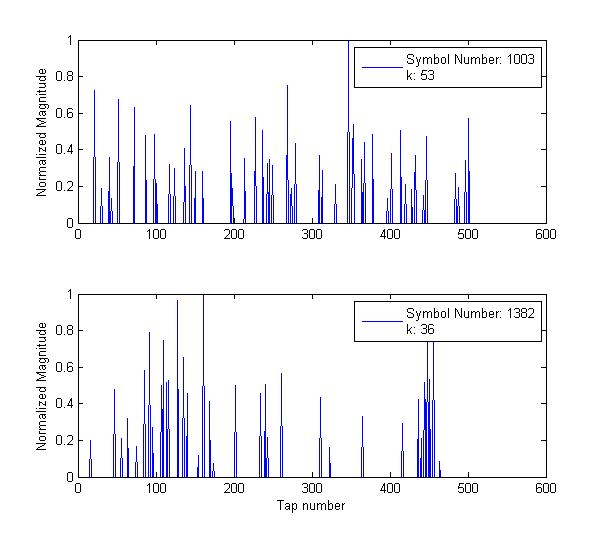 1
0.8
0.6
0.4
0.2
0
Normalized Magnitude
Symbol Number: 1003
k: 53
0 100 200 300 400 500 600
1
0.8
0.6
0.4
0.2
0
Normalized Magnitude
Symbol Number: 1382
k: 36
0 100 200 300 400 500 600
Tap number